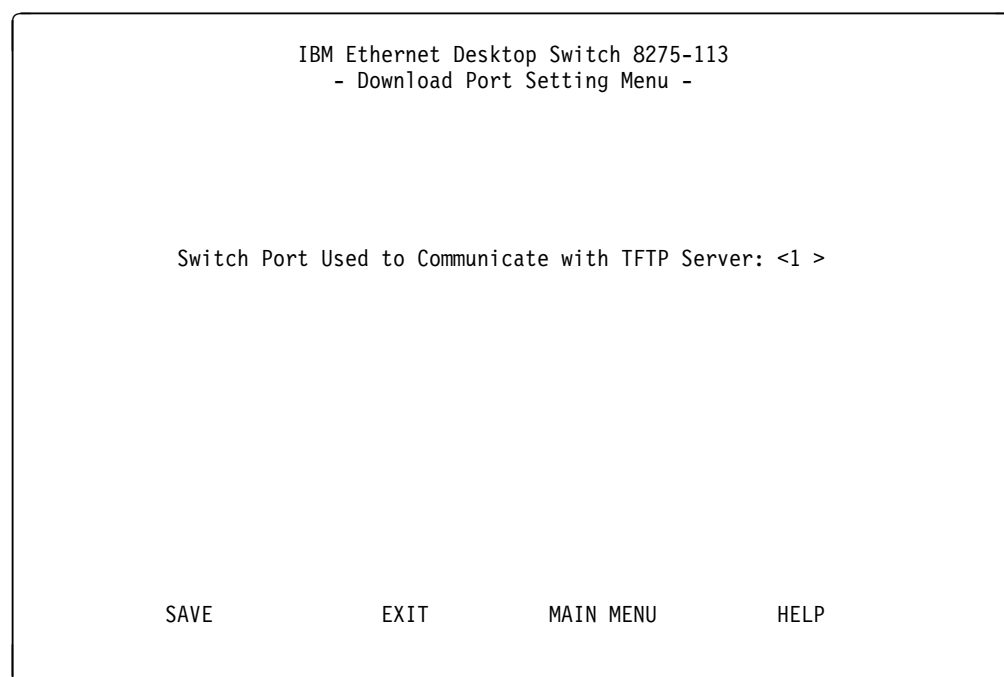 IBM Ethernet Desktop Switch 8275-113
- Download Port Setting Menu -
Switch Port Used to Communicate with TFTP Server: <1 >
SAVE EXIT MAIN MENU HELP